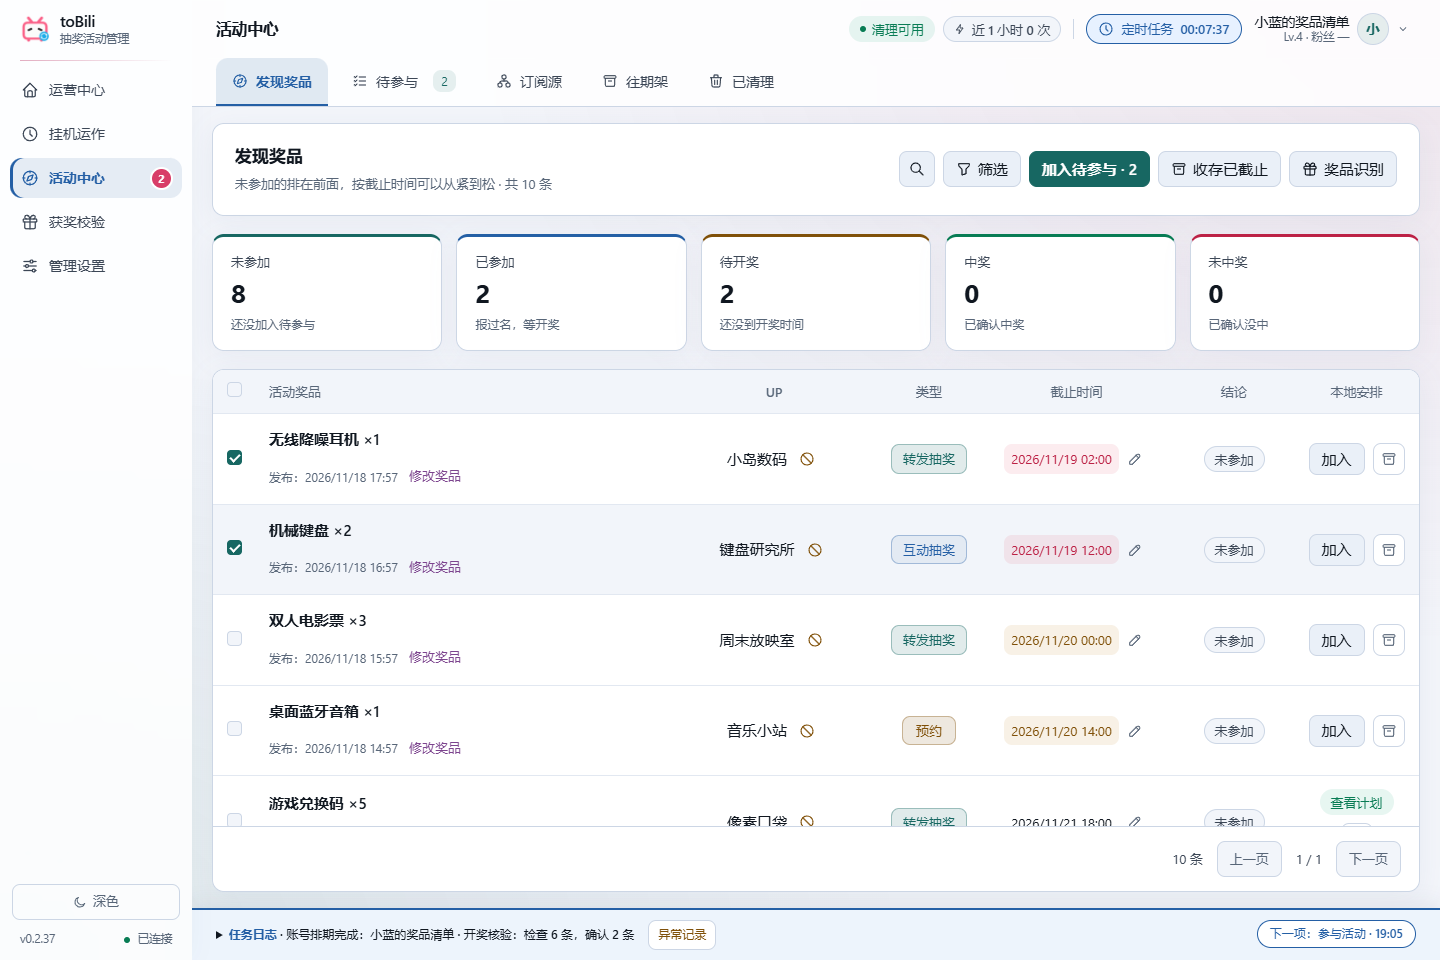 toBili
抽奖活动管理
运营中心
挂机运作
活动中心 2
获奖校验
管理设置
深色
v0.2.37 已连接
活动中心
清理可用
近 1 小时 0 次
定时任务 00:07:37
小蓝的奖品清单
Lv.4 · 粉丝 —
小
发现奖品
待参与 2
订阅源
往期架
已清理
发现奖品
未参加的排在前面，按截止时间可以从紧到松 · 共 10 条
筛选
加入待参与 · 2
收存已截止
奖品识别
未参加
8
还没加入待参与
已参加
2
报过名，等开奖
待开奖
2
还没到开奖时间
中奖
0
已确认中奖
未中奖
0
已确认没中
活动奖品 UP 类型 截止时间 结论 本地安排
无线降噪耳机 ×1
发布：2026/11/18 17:57 修改奖品
小岛数码 转发抽奖 2026/11/19 02:00 未参加 加入
机械键盘 ×2
发布：2026/11/18 16:57 修改奖品
键盘研究所 互动抽奖 2026/11/19 12:00 未参加 加入
双人电影票 ×3
发布：2026/11/18 15:57 修改奖品
周末放映室 转发抽奖 2026/11/20 00:00 未参加 加入
桌面蓝牙音箱 ×1
发布：2026/11/18 14:57 修改奖品
音乐小站 预约 2026/11/20 14:00 未参加 加入
游戏兑换码 ×5
像素口袋 转发抽奖 2026/11/21 18:00 未参加
查看计划
10 条 上一页 1 / 1 下一页
任务日志 · 账号排期完成：小蓝的奖品清单 · 开奖核验：检查 6 条，确认 2 条 异常记录
下一项：参与活动 · 19:05